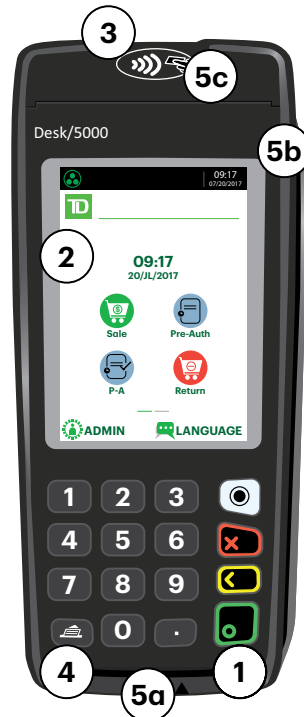 3
5c
Desk/5000
5b
09:17
07/20/2017
TD
2
09:17
20/JL/2017
Sale
Pre-Auth
P-A
Return
ADMIN
LANGUAGE
1 2 3
4 5 6
7 8 9
0 .
4
5a
1